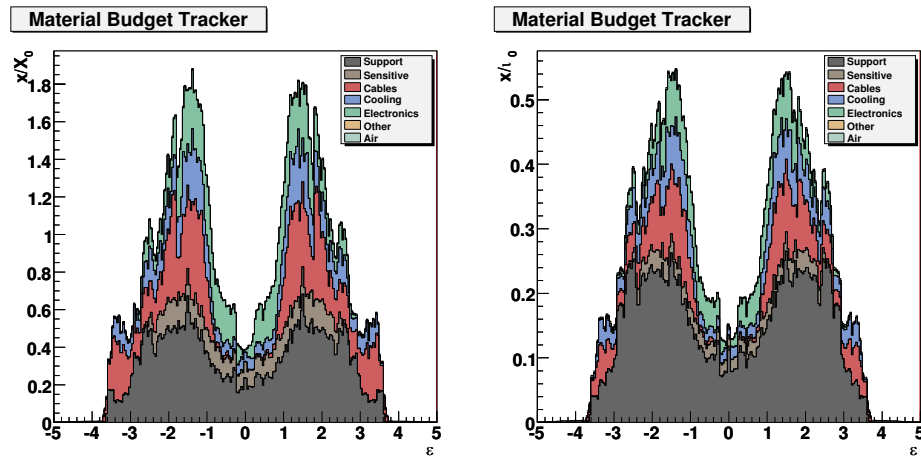 Material Budget Tracker
x/X0
1.8
1.6
1.4
1.2
1
0.8
0.6
0.4
0.2
0
-5 -4 -3 -2 -1 0 1 2 3 4 5
ε
Support
Sensitive
Cables
Cooling
Electronics
Other
Air
Material Budget Tracker
x/ι0
0.5
0.4
0.3
0.2
0.1
0
-5 -4 -3 -2 -1 0 1 2 3 4 5
ε
Support
Sensitive
Cables
Cooling
Electronics
Other
Air